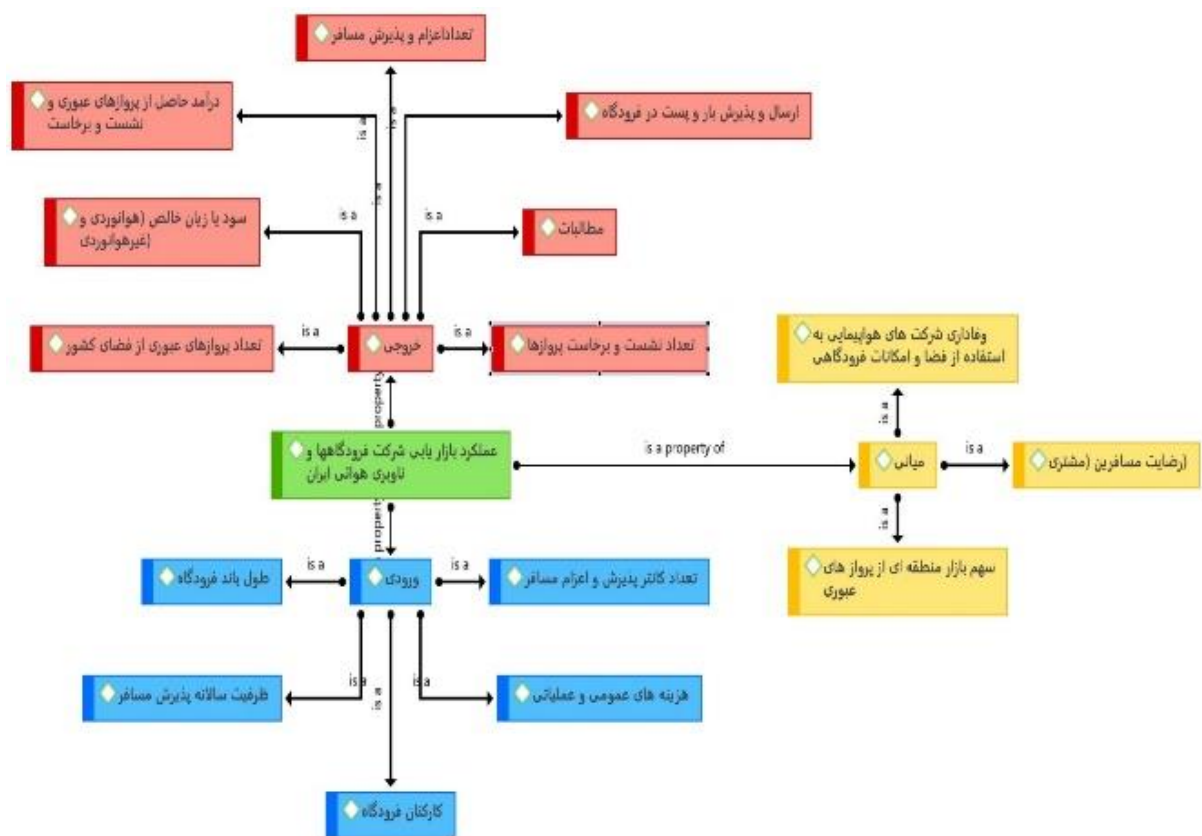 تعداداعزام و پذیرش مسافر
درآمد حاصل از پروازهای عبوری و
نشست و برخاست
ارسال و پذیرش بار و پست در فرودگاه
is a
is a
is a
سود یا زیان خالص (هوانوردی و
(غیرهوانوردی
is a
is a
مطالبات
تعداد پروازهای عبوری از فضای کشور
is a
خروجی
is a
تعداد نشست و برخاست پروازها
وفاداری شرکت های هواپیمایی به
استفاده از فضا و امکانات فرودگاهی
property
is a
عملکرد بازار یابی شرکت فرودگاهها و
ناوبری هوائی ایران
is a property of
میانی
is a
(رضایت مسافرین (مشتری
property
is a
طول باند فرودگاه
is a
ورودی
is a
تعداد کانتر پذیرش و اعزام مسافر
سهم بازار منطقه ای از پرواز های
عبوری
ظرفیت سالانه پذیرش مسافر
is a
is a
is a
هزینه های عمومی و عملیاتی
کارکنان فرودگاه